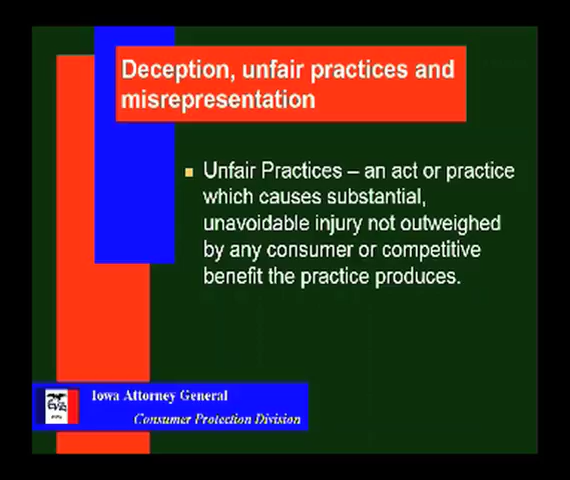 Deception, unfair practices and
misrepresentation
Unfair Practices – an act or practice
which causes substantial,
unavoidable injury not outweighed
by any consumer or competitive
benefit the practice produces.
Iowa Attorney General
Consumer Protection Division